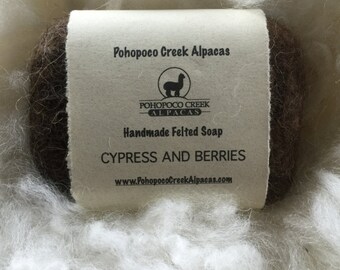 Pohopoco Creek Alpacas
POHOPOCO CREEK
ALPACAS
Handmade Felted Soap
CYPRESS AND BERRIES
www.PohopocoCreekAlpacas.com